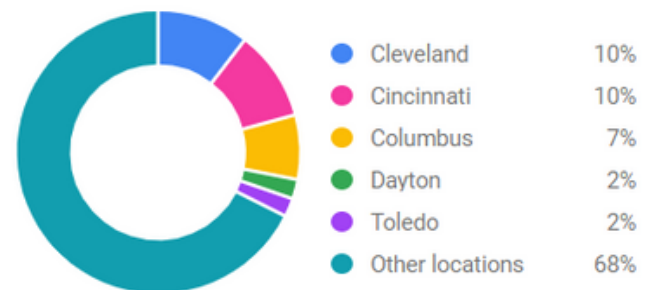 Cleveland 10%
Cincinnati 10%
Columbus 7%
Dayton 2%
Toledo 2%
Other locations 68%